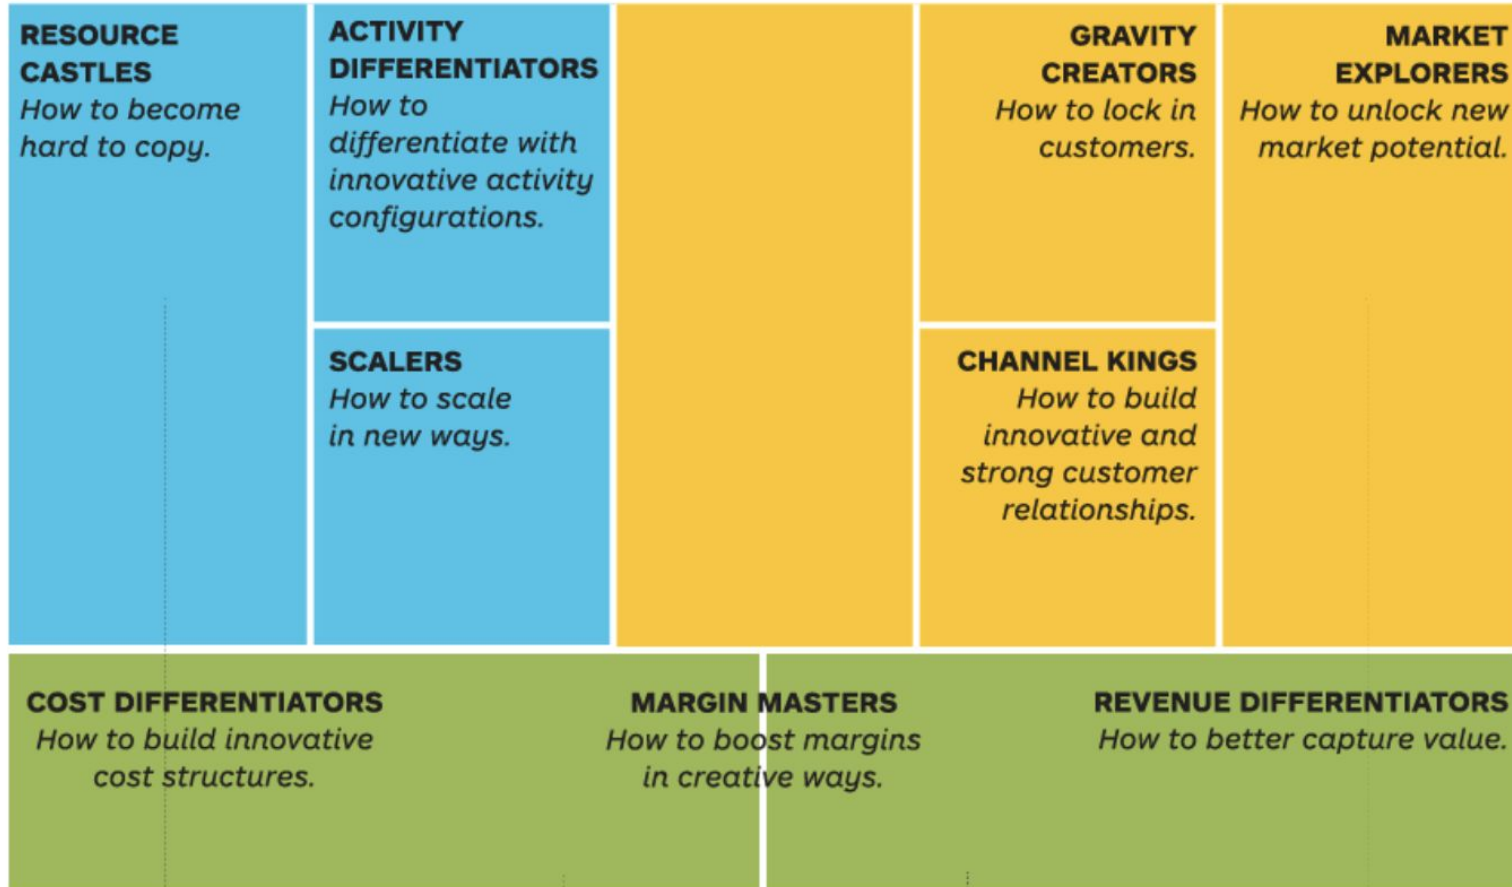 RESOURCE
CASTLES
How to become
hard to copy.
ACTIVITY
DIFFERENTIATORS
How to
differentiate with
innovative activity
configurations.
SCALERS
How to scale
in new ways.
GRAVITY
CREATORS
How to lock in
customers.
CHANNEL KINGS
How to build
innovative and
strong customer
relationships.
MARKET
EXPLORERS
How to unlock new
market potential.
COST DIFFERENTIATORS
How to build innovative
cost structures.
MARGIN MASTERS
How to boost margins
in creative ways.
REVENUE DIFFERENTIATORS
How to better capture value.